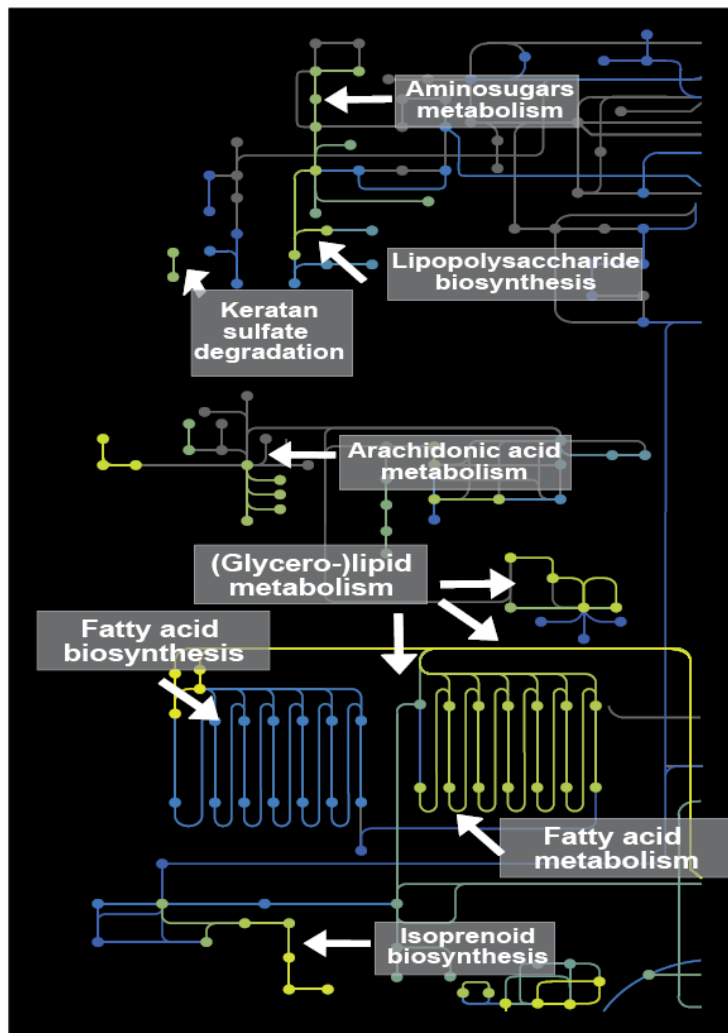 Aminosugars
metabolism
Lipopolysaccharide
biosynthesis
Keratan
sulfate
degradation
Arachidonic acid
metabolism
(Glycero-)lipid
metabolism
Fatty acid
biosynthesis
Fatty acid
metabolism
Isoprenoid
biosynthesis